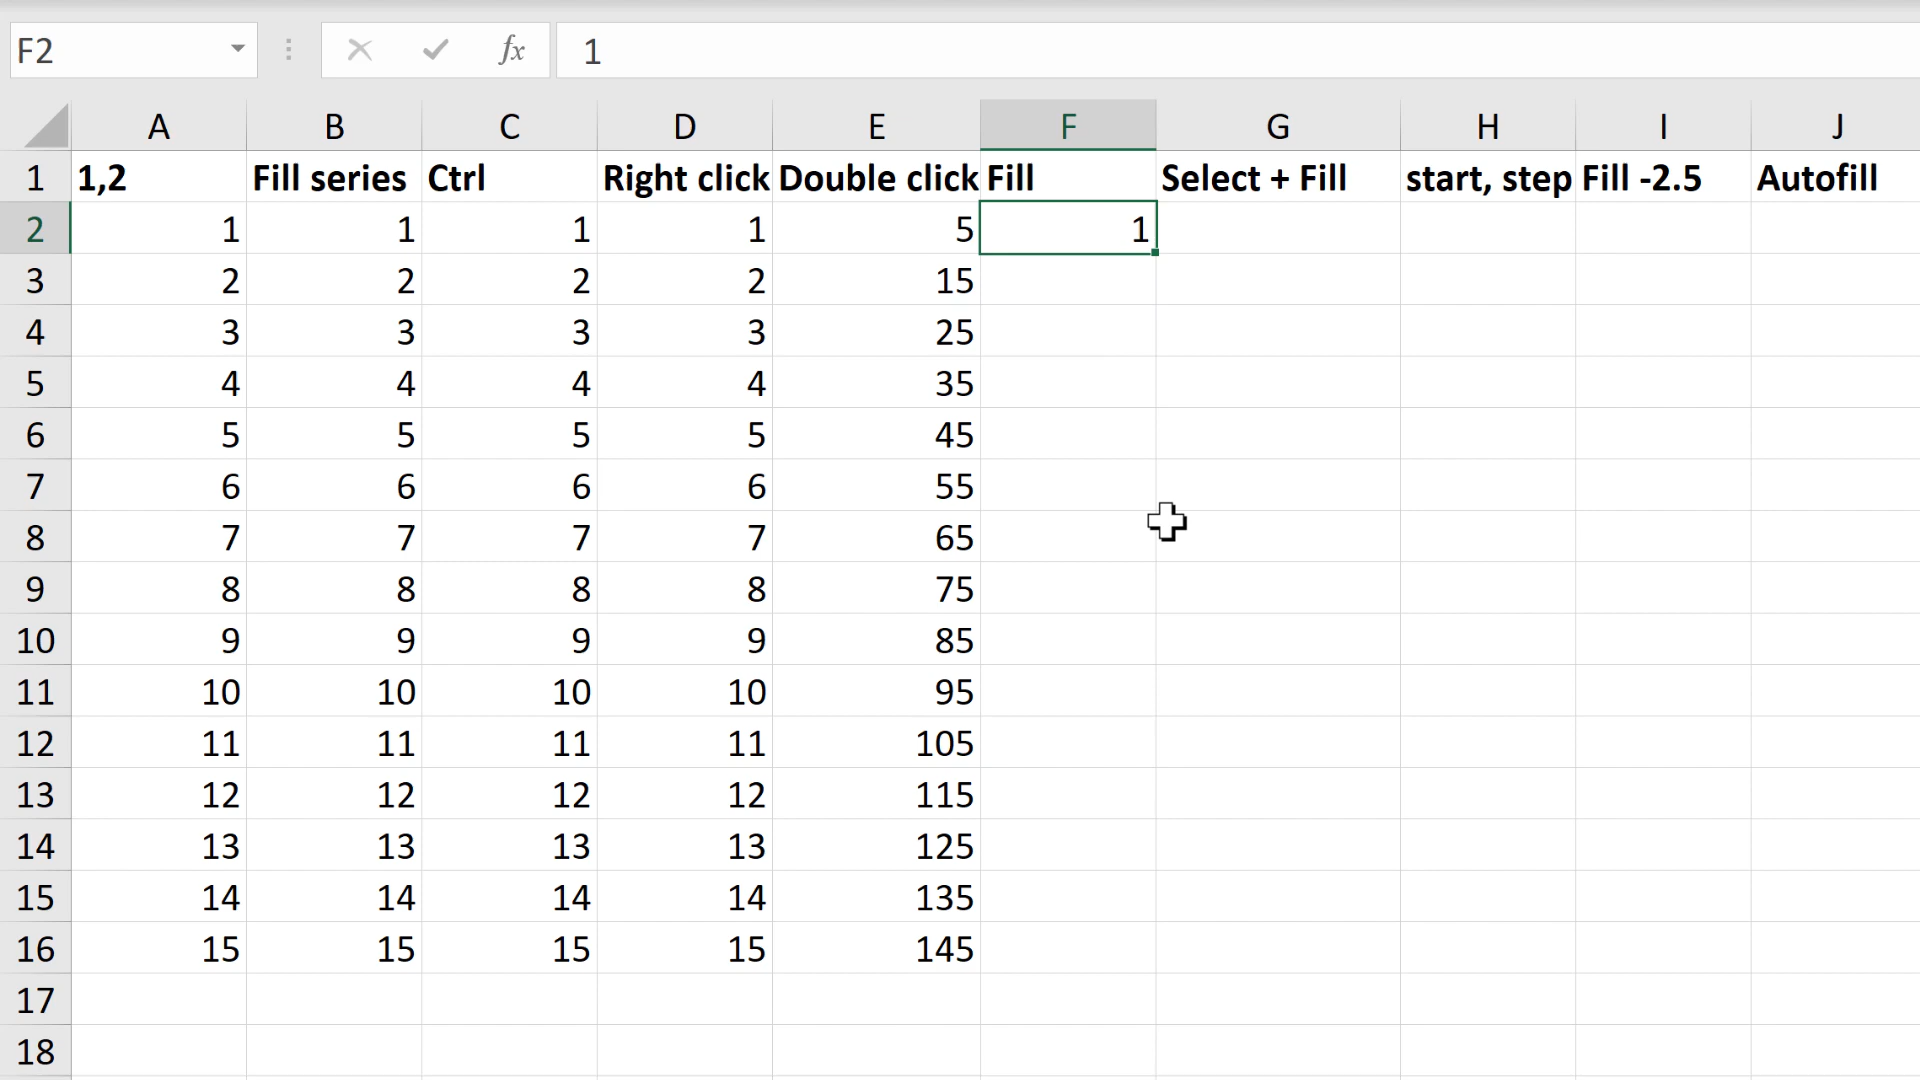 F2 fx 1
A B C D E F G H I J
1 1,2 Fill series Ctrl Right click Double click Fill Select + Fill start, step Fill -2.5 Autofill
2 1 1 1 1 5 1
3 2 2 2 2 15
4 3 3 3 3 25
5 4 4 4 4 35
6 5 5 5 5 45
7 6 6 6 6 55
8 7 7 7 7 65
9 8 8 8 8 75
10 9 9 9 9 85
11 10 10 10 10 95
12 11 11 11 11 105
13 12 12 12 12 115
14 13 13 13 13 125
15 14 14 14 14 135
16 15 15 15 15 145
17
18